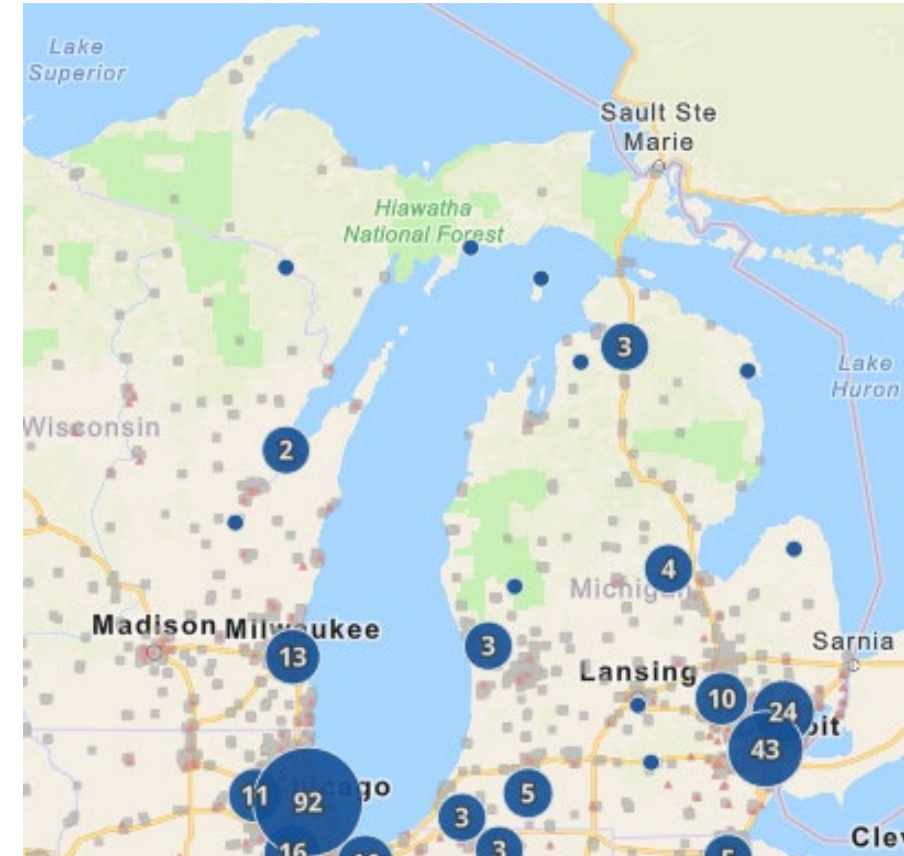 Lake
Superior
Sault Ste
Marie
Hiawatha
National Forest
3
Lake
Huron
Wisconsin
2
4
Michigan
Madison
Milwaukee
13
3
Sarnia
Lansing
10
24
43
11
92
5
3
16
3
5